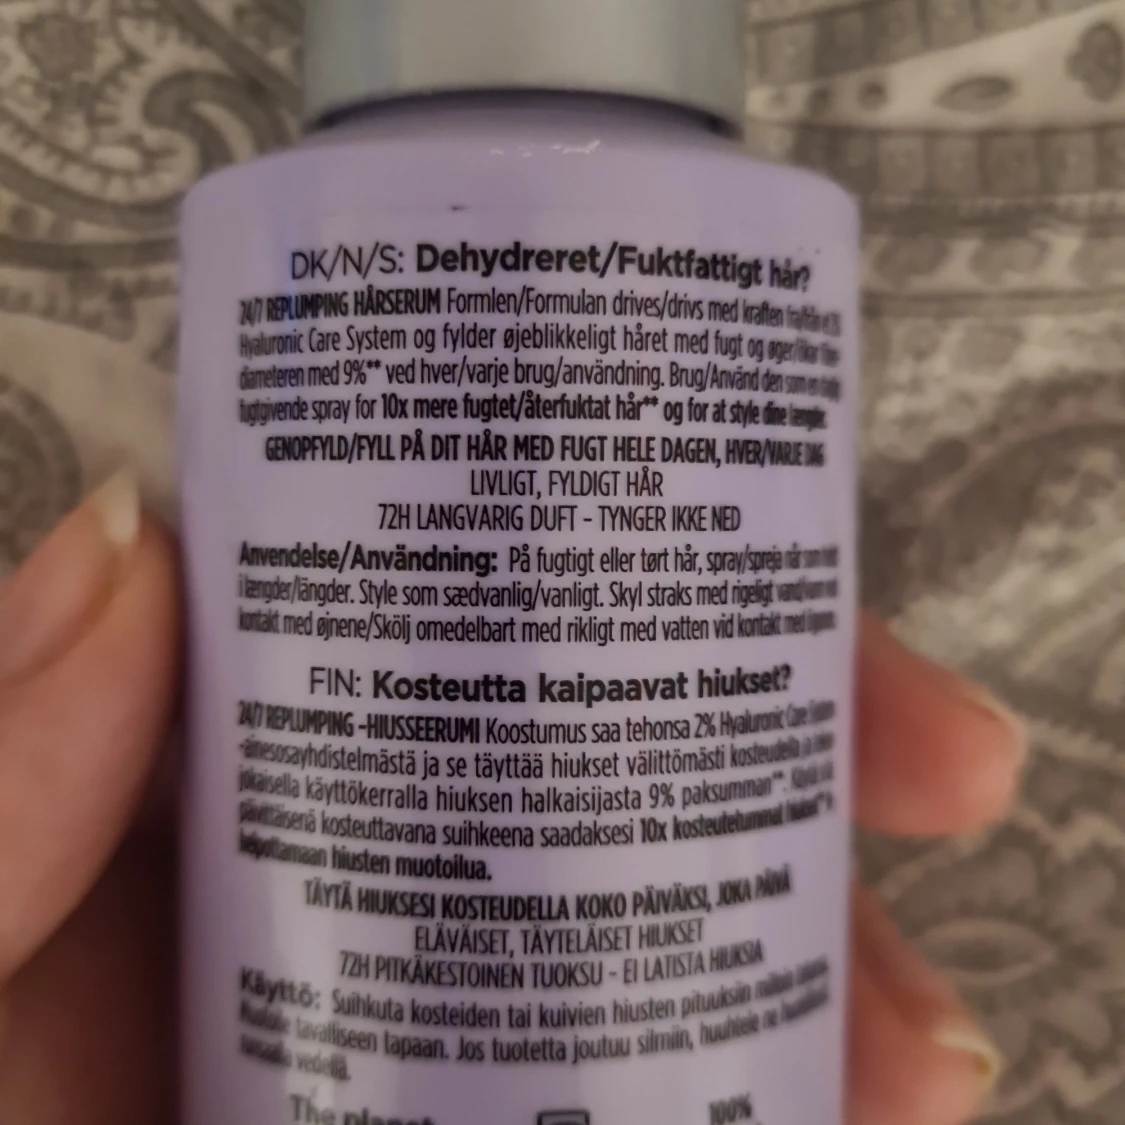 DK/N/S: Dehydreret/Fuktfattigt hår?
24/7 REPLUMPING HÅRSERUM Formlen/Formulan drives/drivs med kraften
Hyaluronic Care System og fylder øjeblikkeligt håret med fugt og
diameteren med 9%** ved hver/varje brug/användning. Brug/Använd den som en
fugtgivende spray for 10x mere fugtet/återfuktat hår** og for at style dine længder.
GENOPFYLD/FYLL PÅ DIT HÅR MED FUGT HELE DAGEN, HVER/VARJE DAG
LIVLIGT, FYLDIGT HÅR
72H LANGVARIG DUFT - TYNGER IKKE NED
Anvendelse/Användning: På fugtigt eller tørt hår, spray/spreja når som
i længder/längder. Style som sædvanlig/vanligt. Skyl straks med rigeligt
kontakt med øjnene/Skölj omedelbart med rikligt med vatten vid kontakt med
FIN: Kosteutta kaipaavat hiukset?
24/7 REPLUMPING -HIUSSEERUMI Koostumus saa tehonsa 2% Hyaluronic Care System
-ainesosayhdistelmästä ja se täyttää hiukset välittömästi kosteudella ja
jokaisella käyttökerralla hiuksen halkaisijasta 9% paksumman**.
päivittäisenä kosteuttavana suihkeena saadaksesi 10x kosteutetummat hiukset**
helpottamaan hiusten muotoilua.
TÄYTÄ HIUKSESI KOSTEUDELLA KOKO PÄIVÄKSI, JOKA PÄIVÄ
ELÄVÄISET, TÄYTELÄISET HIUKSET
72H PITKÄKESTOINEN TUOKSU - EI LATISTA HIUKSIA
Käyttö: Suihkuta kosteiden tai kuivien hiusten pituuksiin
tavalliseen tapaan. Jos tuotetta joutuu silmiin, huuhtele ne
vedellä.
The planet
100%